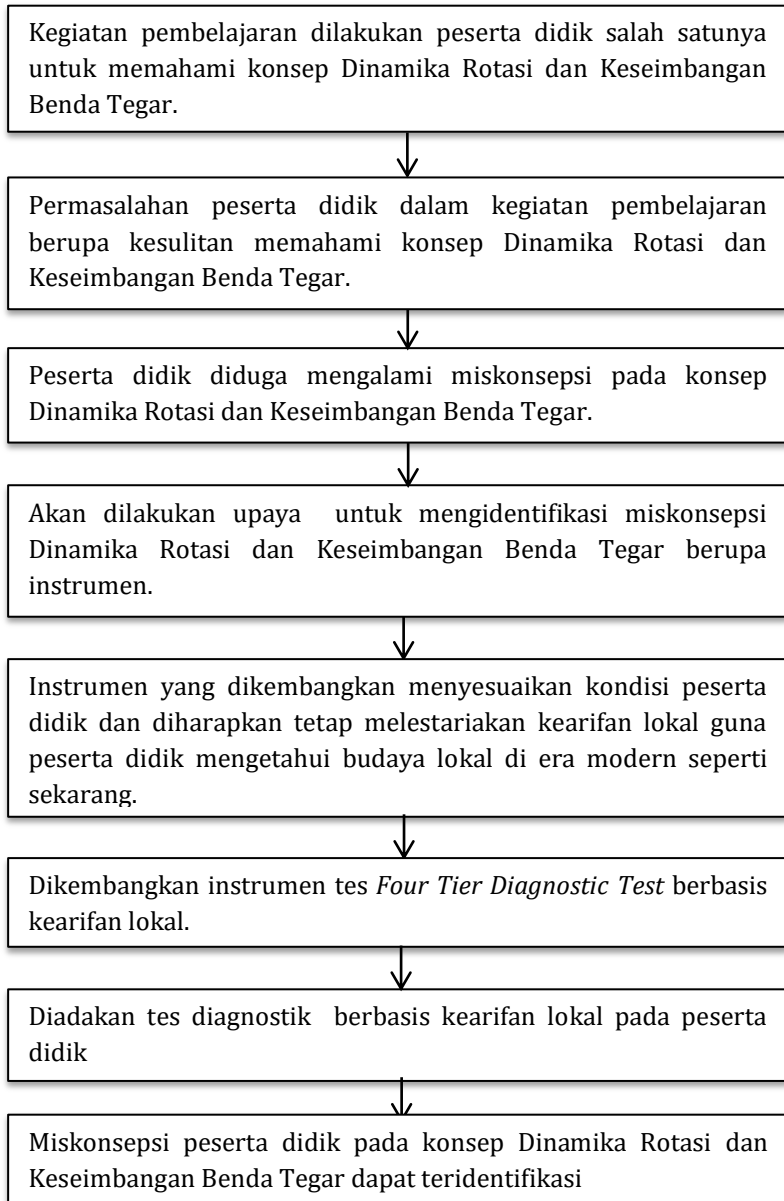 Kegiatan pembelajaran dilakukan peserta didik salah satunya
untuk memahami konsep Dinamika Rotasi dan Keseimbangan
Benda Tegar.
Permasalahan peserta didik dalam kegiatan pembelajaran
berupa kesulitan memahami konsep Dinamika Rotasi dan
Keseimbangan Benda Tegar.
Peserta didik diduga mengalami miskonsepsi pada konsep
Dinamika Rotasi dan Keseimbangan Benda Tegar.
Akan dilakukan upaya untuk mengidentifikasi miskonsepsi
Dinamika Rotasi dan Keseimbangan Benda Tegar berupa
instrumen.
Instrumen yang dikembangkan menyesuaikan kondisi peserta
didik dan diharapkan tetap melestariakan kearifan lokal guna
peserta didik mengetahui budaya lokal di era modern seperti
sekarang.
Dikembangkan instrumen tes Four Tier Diagnostic Test berbasis
kearifan lokal.
Diadakan tes diagnostik berbasis kearifan lokal pada peserta
didik
Miskonsepsi peserta didik pada konsep Dinamika Rotasi dan
Keseimbangan Benda Tegar dapat teridentifikasi